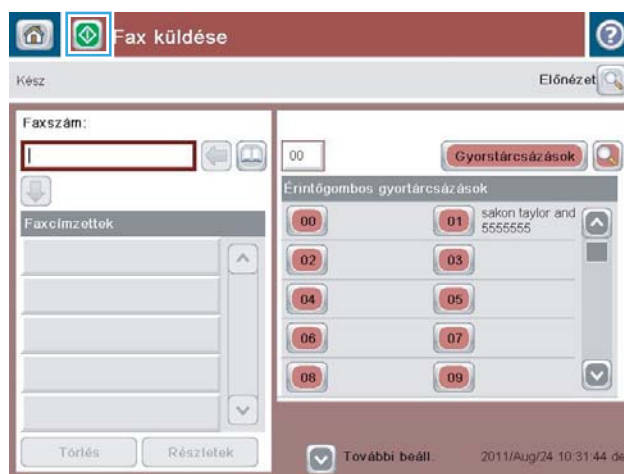 Fax küldése
Kész
Előnézet
Faxszám:
00
Gyorstárcsázások
Érintőgombos gyortárcsázások
Faxcímzettek
00
01
sakon taylor and
5555555
02
03
04
05
06
07
08
09
Törlés
Részletek
További beáll.
2011/Aug/24 10:31:44 de